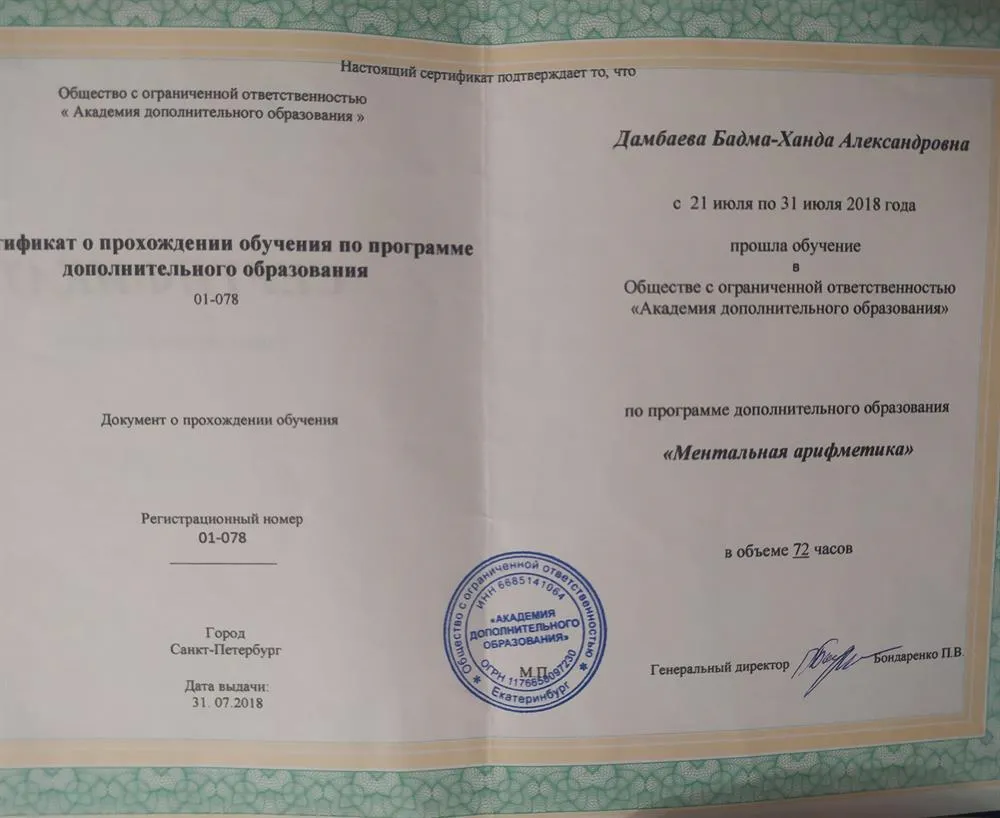 Общество с ограниченной ответственностью
« Академия дополнительного образования »
тификат о прохождении обучения по программе
дополнительного образования
01-078
Документ о прохождении обучения
Регистрационный номер
01-078
Город
Санкт-Петербург
Дата выдачи:
31. 07.2018
Настоящий сертификат подтверждает то, что
Дамбаева Бадма-Ханда Александровна
с 21 июля по 31 июля 2018 года
прошла обучение
в
Обществе с ограниченной ответственностью
«Академия дополнительного образования»
по программе дополнительного образования
«Ментальная арифметика»
в объеме 72 часов
Генеральный директор
Бондаренко П.В.
М.П.
Общество с ограниченной ответственностью
ИНН 6685141064
«АКАДЕМИЯ
ДОПОЛНИТЕЛЬНОГО
ОБРАЗОВАНИЯ»
ОГРН 1176658097230
Екатеринбург